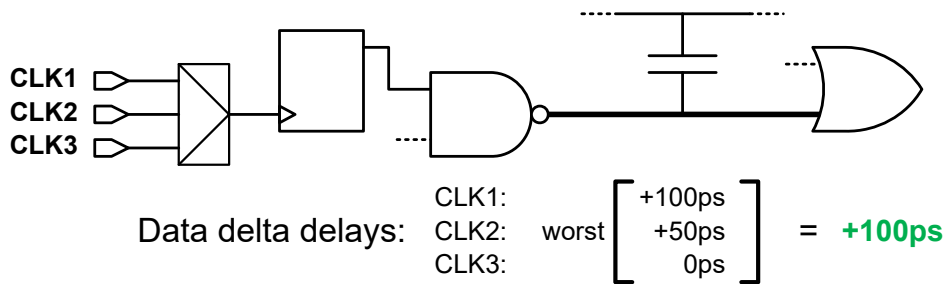 CLK1
CLK2
CLK3
CLK1: +100ps
Data delta delays: CLK2: worst +50ps = +100ps
CLK3: 0ps